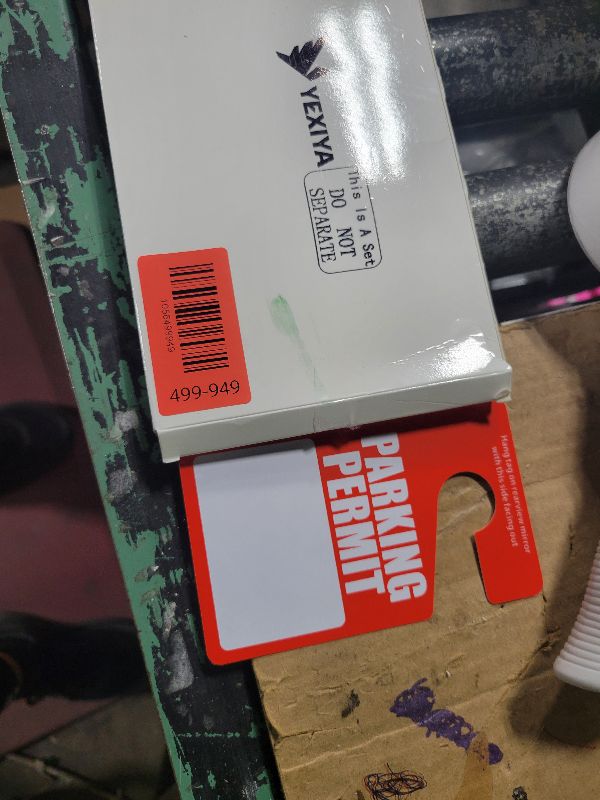 YEXIYA
This Is A Set
DO NOT
SEPARATE
499-949
PARKING
PERMIT
Hang tag on rearview mirror
with this side facing out